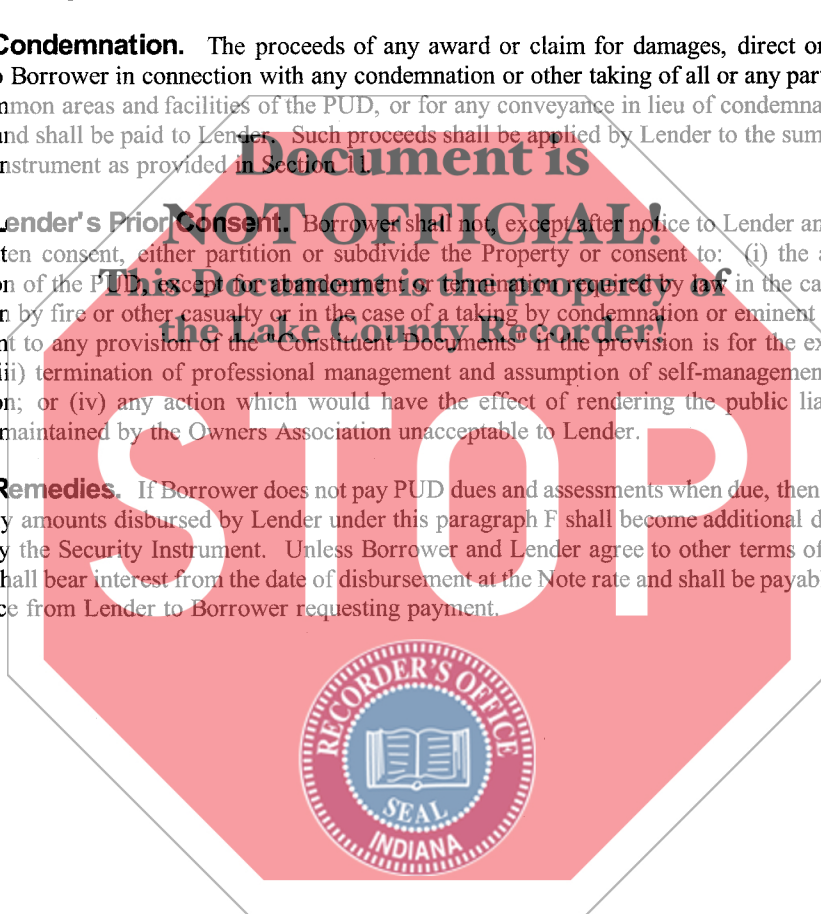 Condemnation. The proceeds of any award or claim for damages, direct or
Borrower in connection with any condemnation or other taking of all or any par
mmon areas and facilities of the PUD, or for any conveyance in lieu of condemna
nd shall be paid to Lender. Such proceeds shall be applied by Lender to the sum
nstrument as provided in Section 11.
Document is
ender's Prior Consent. Borrower shall not, except after notice to Lender an
NOT OFFICIAL!
ten consent, either partition or subdivide the Property or consent to: (i) the a
n of the PUD, except for abandonment or termination required by law in the ca
This Document is the property of
n by fire or other casualty or in the case of a taking by condemnation or eminent
the Lake County Recorder!
nt to any provision of the "Constituent Documents" if the provision is for the ex
ii) termination of professional management and assumption of self-managemen
on; or (iv) any action which would have the effect of rendering the public lia
maintained by the Owners Association unacceptable to Lender.
STOP
Remedies. If Borrower does not pay PUD dues and assessments when due, then
y amounts disbursed by Lender under this paragraph F shall become additional d
y the Security Instrument. Unless Borrower and Lender agree to other terms of
hall bear interest from the date of disbursement at the Note rate and shall be payab
ce from Lender to Borrower requesting payment.
RECORDER'S OFFICE
SEAL
INDIANA